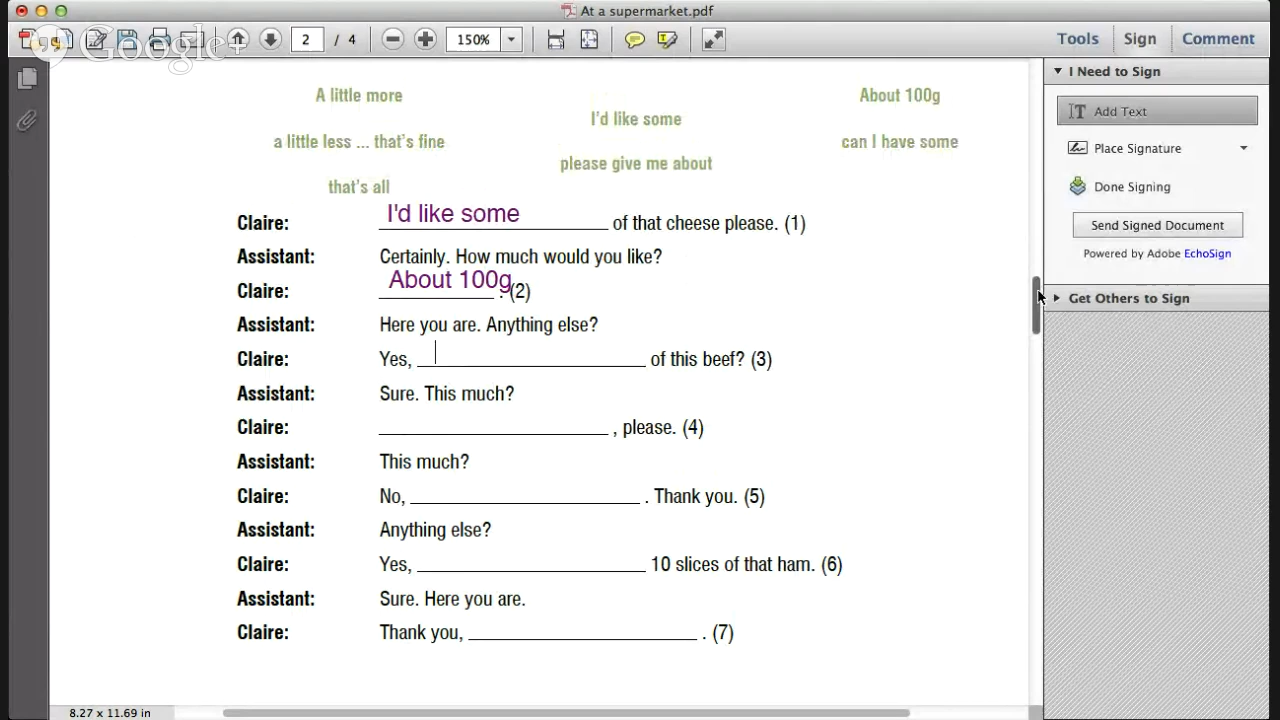 At a supermarket.pdf
Google+
2 / 4 150% Tools Sign Comment
I Need to Sign
Add Text
Place Signature
Done Signing
Send Signed Document
Powered by Adobe EchoSign
Get Others to Sign
A little more About 100g
I'd like some
a little less ... that's fine can I have some
please give me about
that's all
Claire: I'd like some of that cheese please. (1)
Assistant: Certainly. How much would you like?
Claire: About 100g . (2)
Assistant: Here you are. Anything else?
Claire: Yes, ____ of this beef? (3)
Assistant: Sure. This much?
Claire: ____ , please. (4)
Assistant: This much?
Claire: No, ____ . Thank you. (5)
Assistant: Anything else?
Claire: Yes, ____ 10 slices of that ham. (6)
Assistant: Sure. Here you are.
Claire: Thank you, ____ . (7)
8.27 x 11.69 in